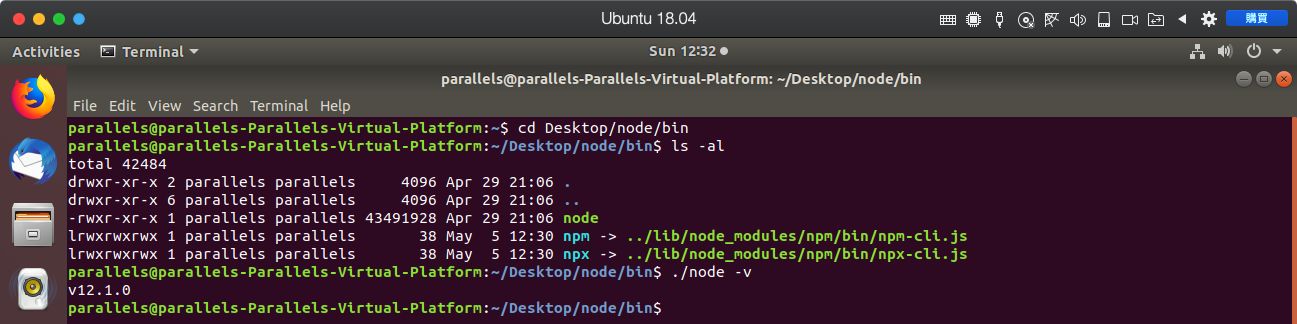 Ubuntu 18.04
購買
Activities Terminal Sun 12:32
parallels@parallels-Parallels-Virtual-Platform: ~/Desktop/node/bin
File Edit View Search Terminal Help
parallels@parallels-Parallels-Virtual-Platform:~$ cd Desktop/node/bin
parallels@parallels-Parallels-Virtual-Platform:~/Desktop/node/bin$ ls -al
total 42484
drwxr-xr-x 2 parallels parallels     4096 Apr 29 21:06 .
drwxr-xr-x 6 parallels parallels     4096 Apr 29 21:06 ..
-rwxr-xr-x 1 parallels parallels 43491928 Apr 29 21:06 node
lrwxrwxrwx 1 parallels parallels       38 May  5 12:30 npm -> ../lib/node_modules/npm/bin/npm-cli.js
lrwxrwxrwx 1 parallels parallels       38 May  5 12:30 npx -> ../lib/node_modules/npm/bin/npx-cli.js
parallels@parallels-Parallels-Virtual-Platform:~/Desktop/node/bin$ ./node -v
v12.1.0
parallels@parallels-Parallels-Virtual-Platform:~/Desktop/node/bin$